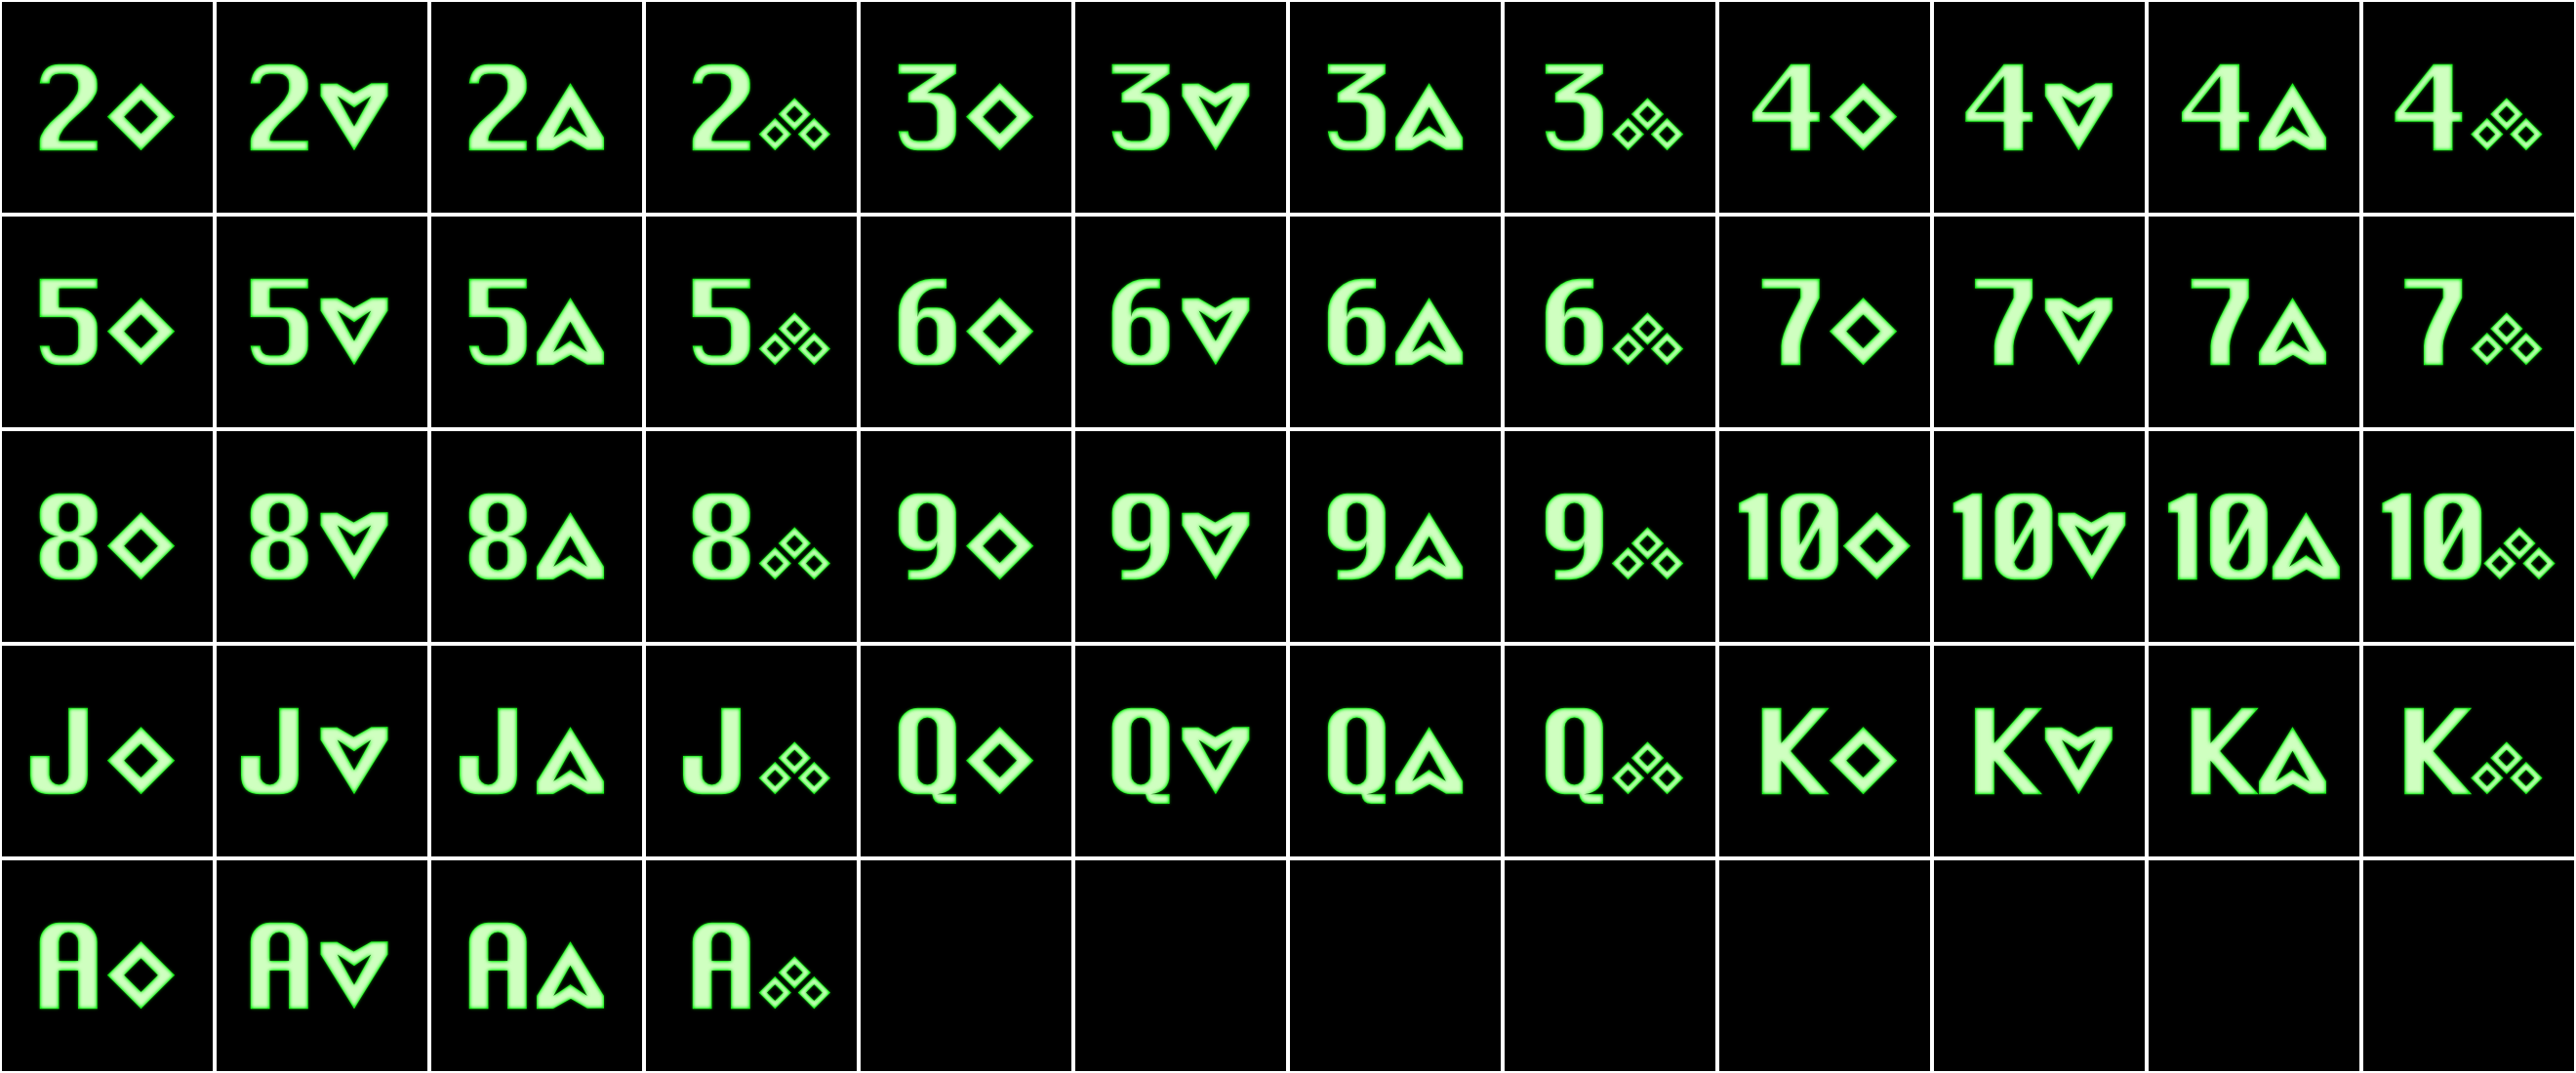 2♦ 2♥ 2♠ 2♣ 3♦ 3♥ 3♠ 3♣ 4♦ 4♥ 4♠ 4♣
5♦ 5♥ 5♠ 5♣ 6♦ 6♥ 6♠ 6♣ 7♦ 7♥ 7♠ 7♣
8♦ 8♥ 8♠ 8♣ 9♦ 9♥ 9♠ 9♣ 10♦ 10♥ 10♠ 10♣
J♦ J♥ J♠ J♣ Q♦ Q♥ Q♠ Q♣ K♦ K♥ K♠ K♣
A♦ A♥ A♠ A♣